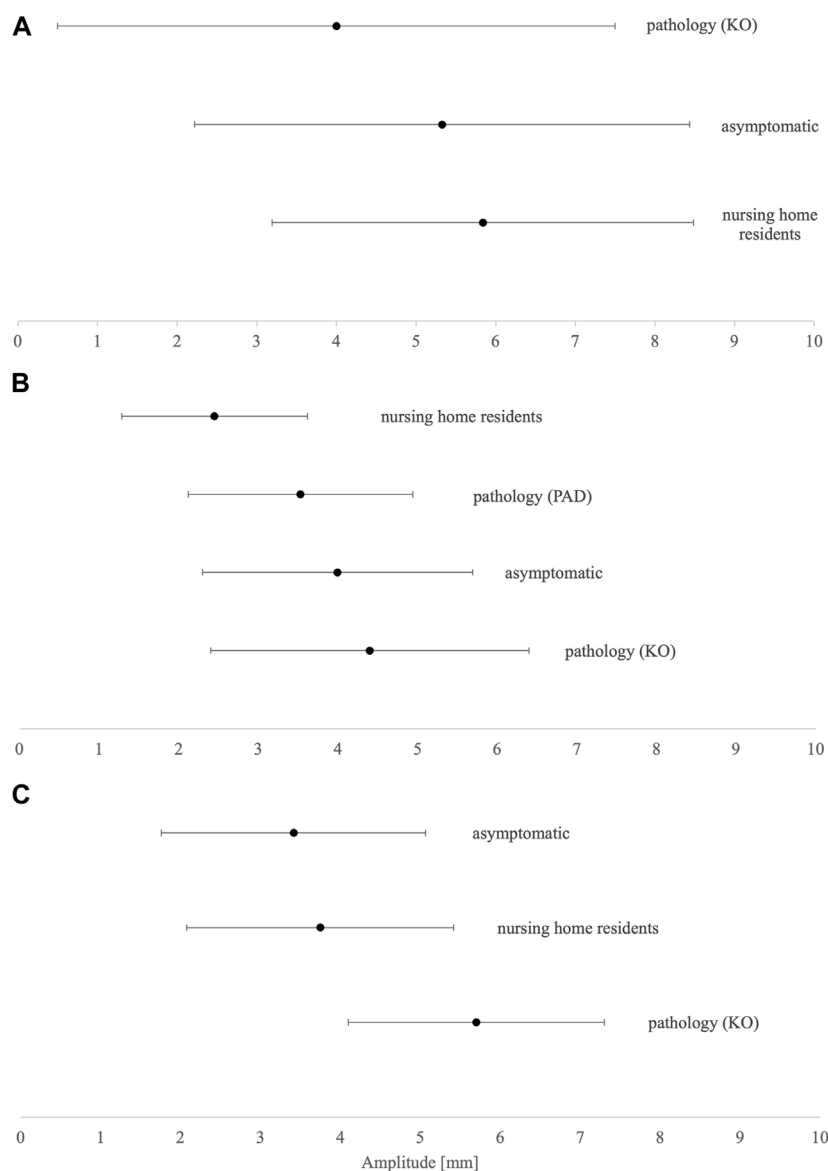 A
pathology (KO)
asymptomatic
nursing home
residents
0 1 2 3 4 5 6 7 8 9 10
B
nursing home residents
pathology (PAD)
asymptomatic
pathology (KO)
0 1 2 3 4 5 6 7 8 9 10
C
asymptomatic
nursing home residents
pathology (KO)
0 1 2 3 4 5 6 7 8 9 10
Amplitude [mm]